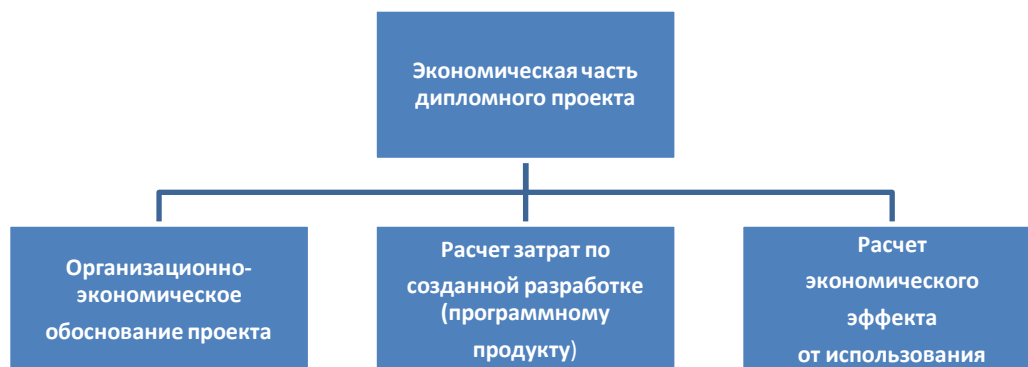 Экономическая часть
дипломного проекта
Организационно-
экономическое
обоснование проекта
Расчет затрат по
созданной разработке
(программному
продукту)
Расчет
экономического
эффекта
от использования